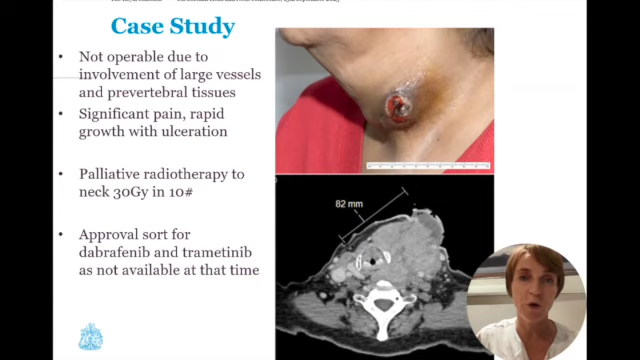 Case Study
• Not operable due to
involvement of large vessels
and prevertebral tissues
• Significant pain, rapid
growth with ulceration
• Palliative radiotherapy to
neck 30Gy in 10#
• Approval sort for
dabrafenib and trametinib
as not available at that time
82 mm